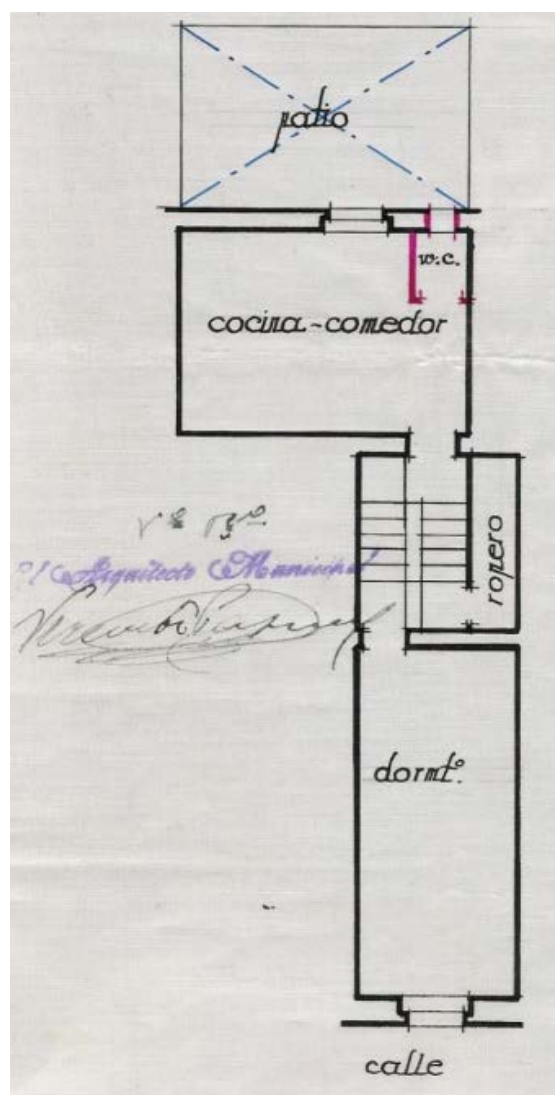 patio
w.c.
cocina-comedor
Vº Bº
El Arquitecto Municipal
ropero
dormtº.
calle